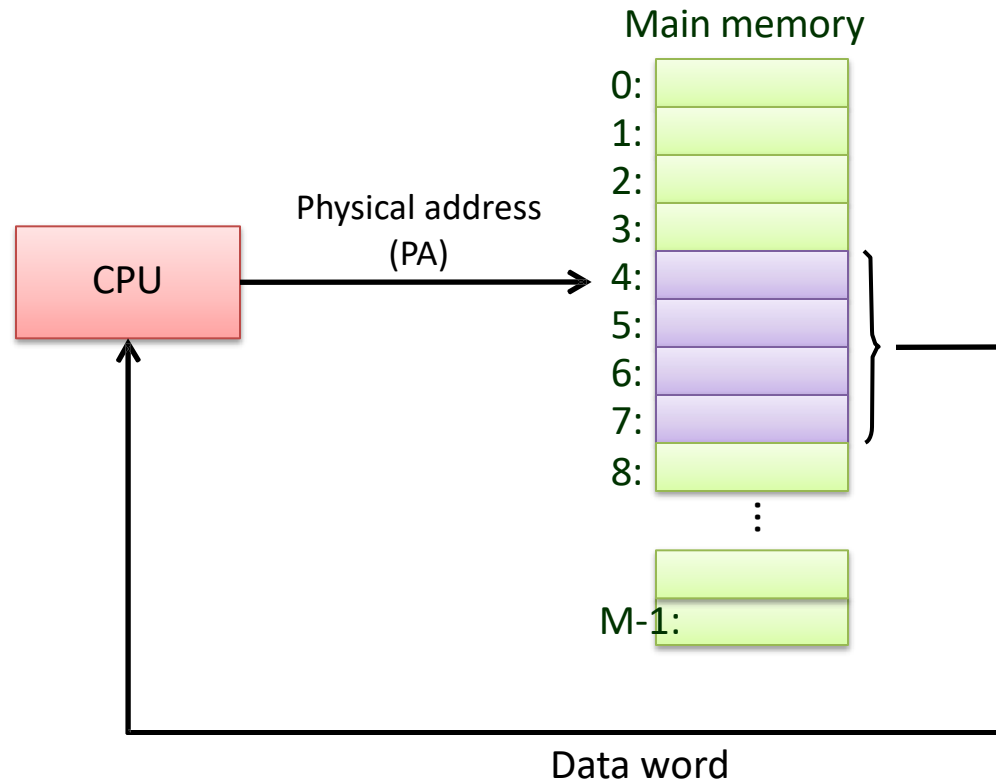 Main memory
0:
1:
2:
Physical address
(PA)
3:
CPU
4:
5:
6:
7:
8:
...
M-1:
Data word